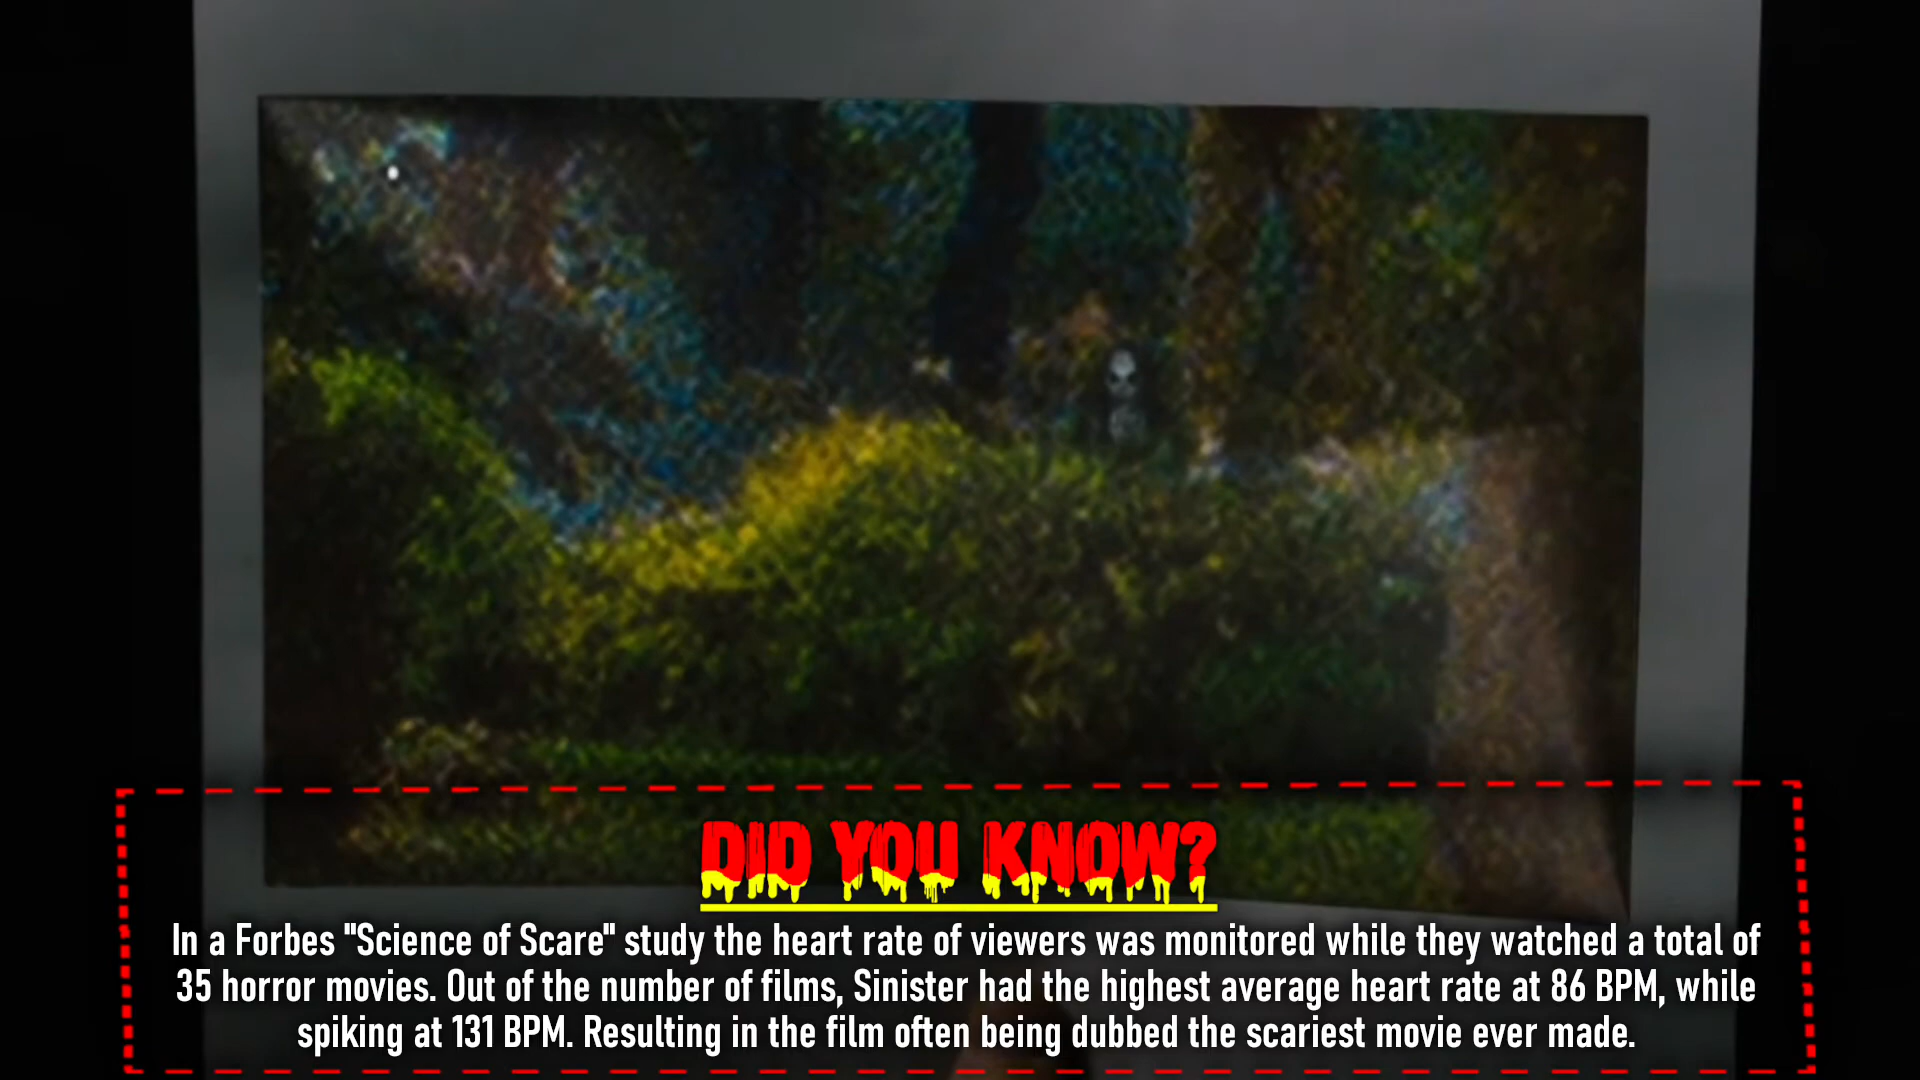 DID YOU KNOW?
In a Forbes "Science of Scare" study the heart rate of viewers was monitored while they watched a total of
35 horror movies. Out of the number of films, Sinister had the highest average heart rate at 86 BPM, while
spiking at 131 BPM. Resulting in the film often being dubbed the scariest movie ever made.